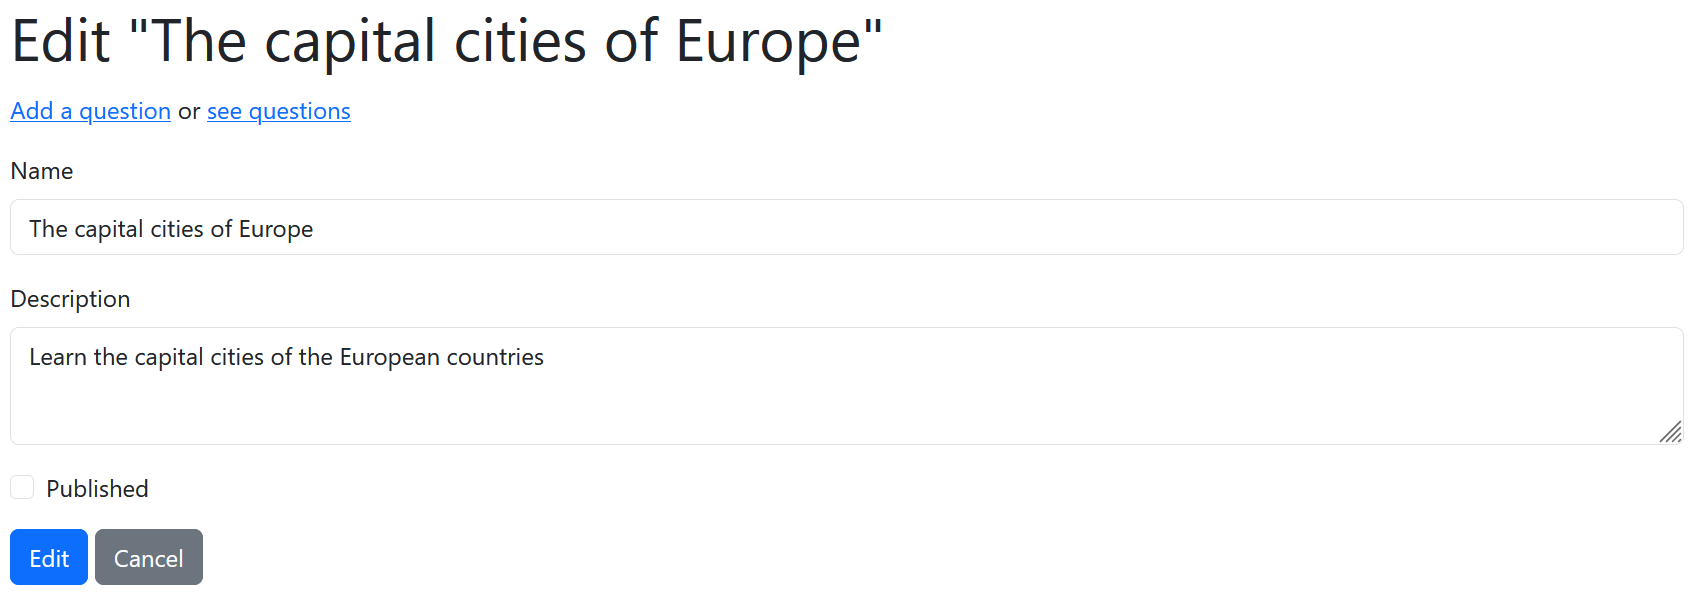 Edit "The capital cities of Europe"
Add a question or see questions
Name
The capital cities of Europe
Description
Learn the capital cities of the European countries
Published
Edit Cancel